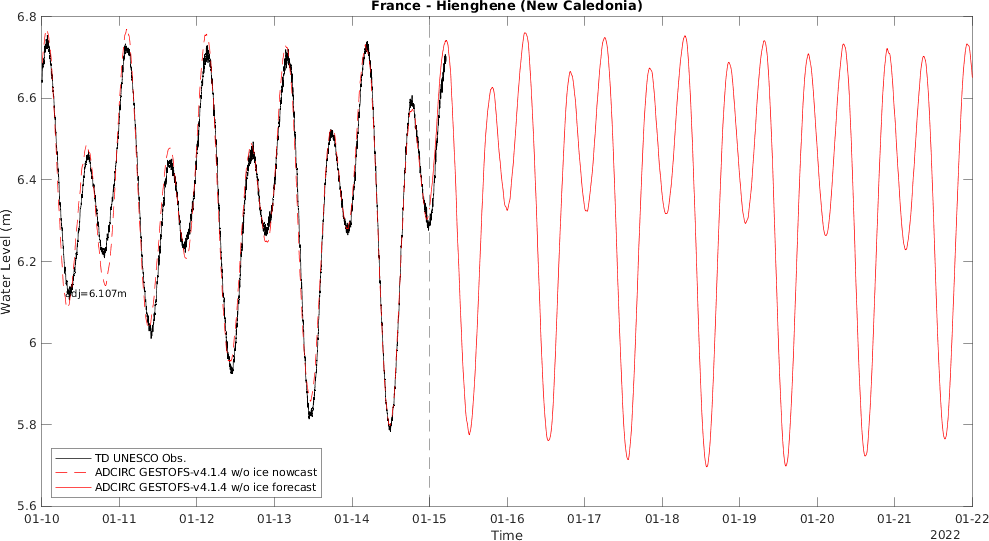 France - Hienghene (New Caledonia)
6.8
6.6
6.4
6.2
6
5.8
5.6
Water Level (m)
dj=6.107m
TD UNESCO Obs.
ADCIRC GESTOFS-v4.1.4 w/o ice nowcast
ADCIRC GESTOFS-v4.1.4 w/o ice forecast
01-10 01-11 01-12 01-13 01-14 01-15 01-16 01-17 01-18 01-19 01-20 01-21 01-22
Time
2022